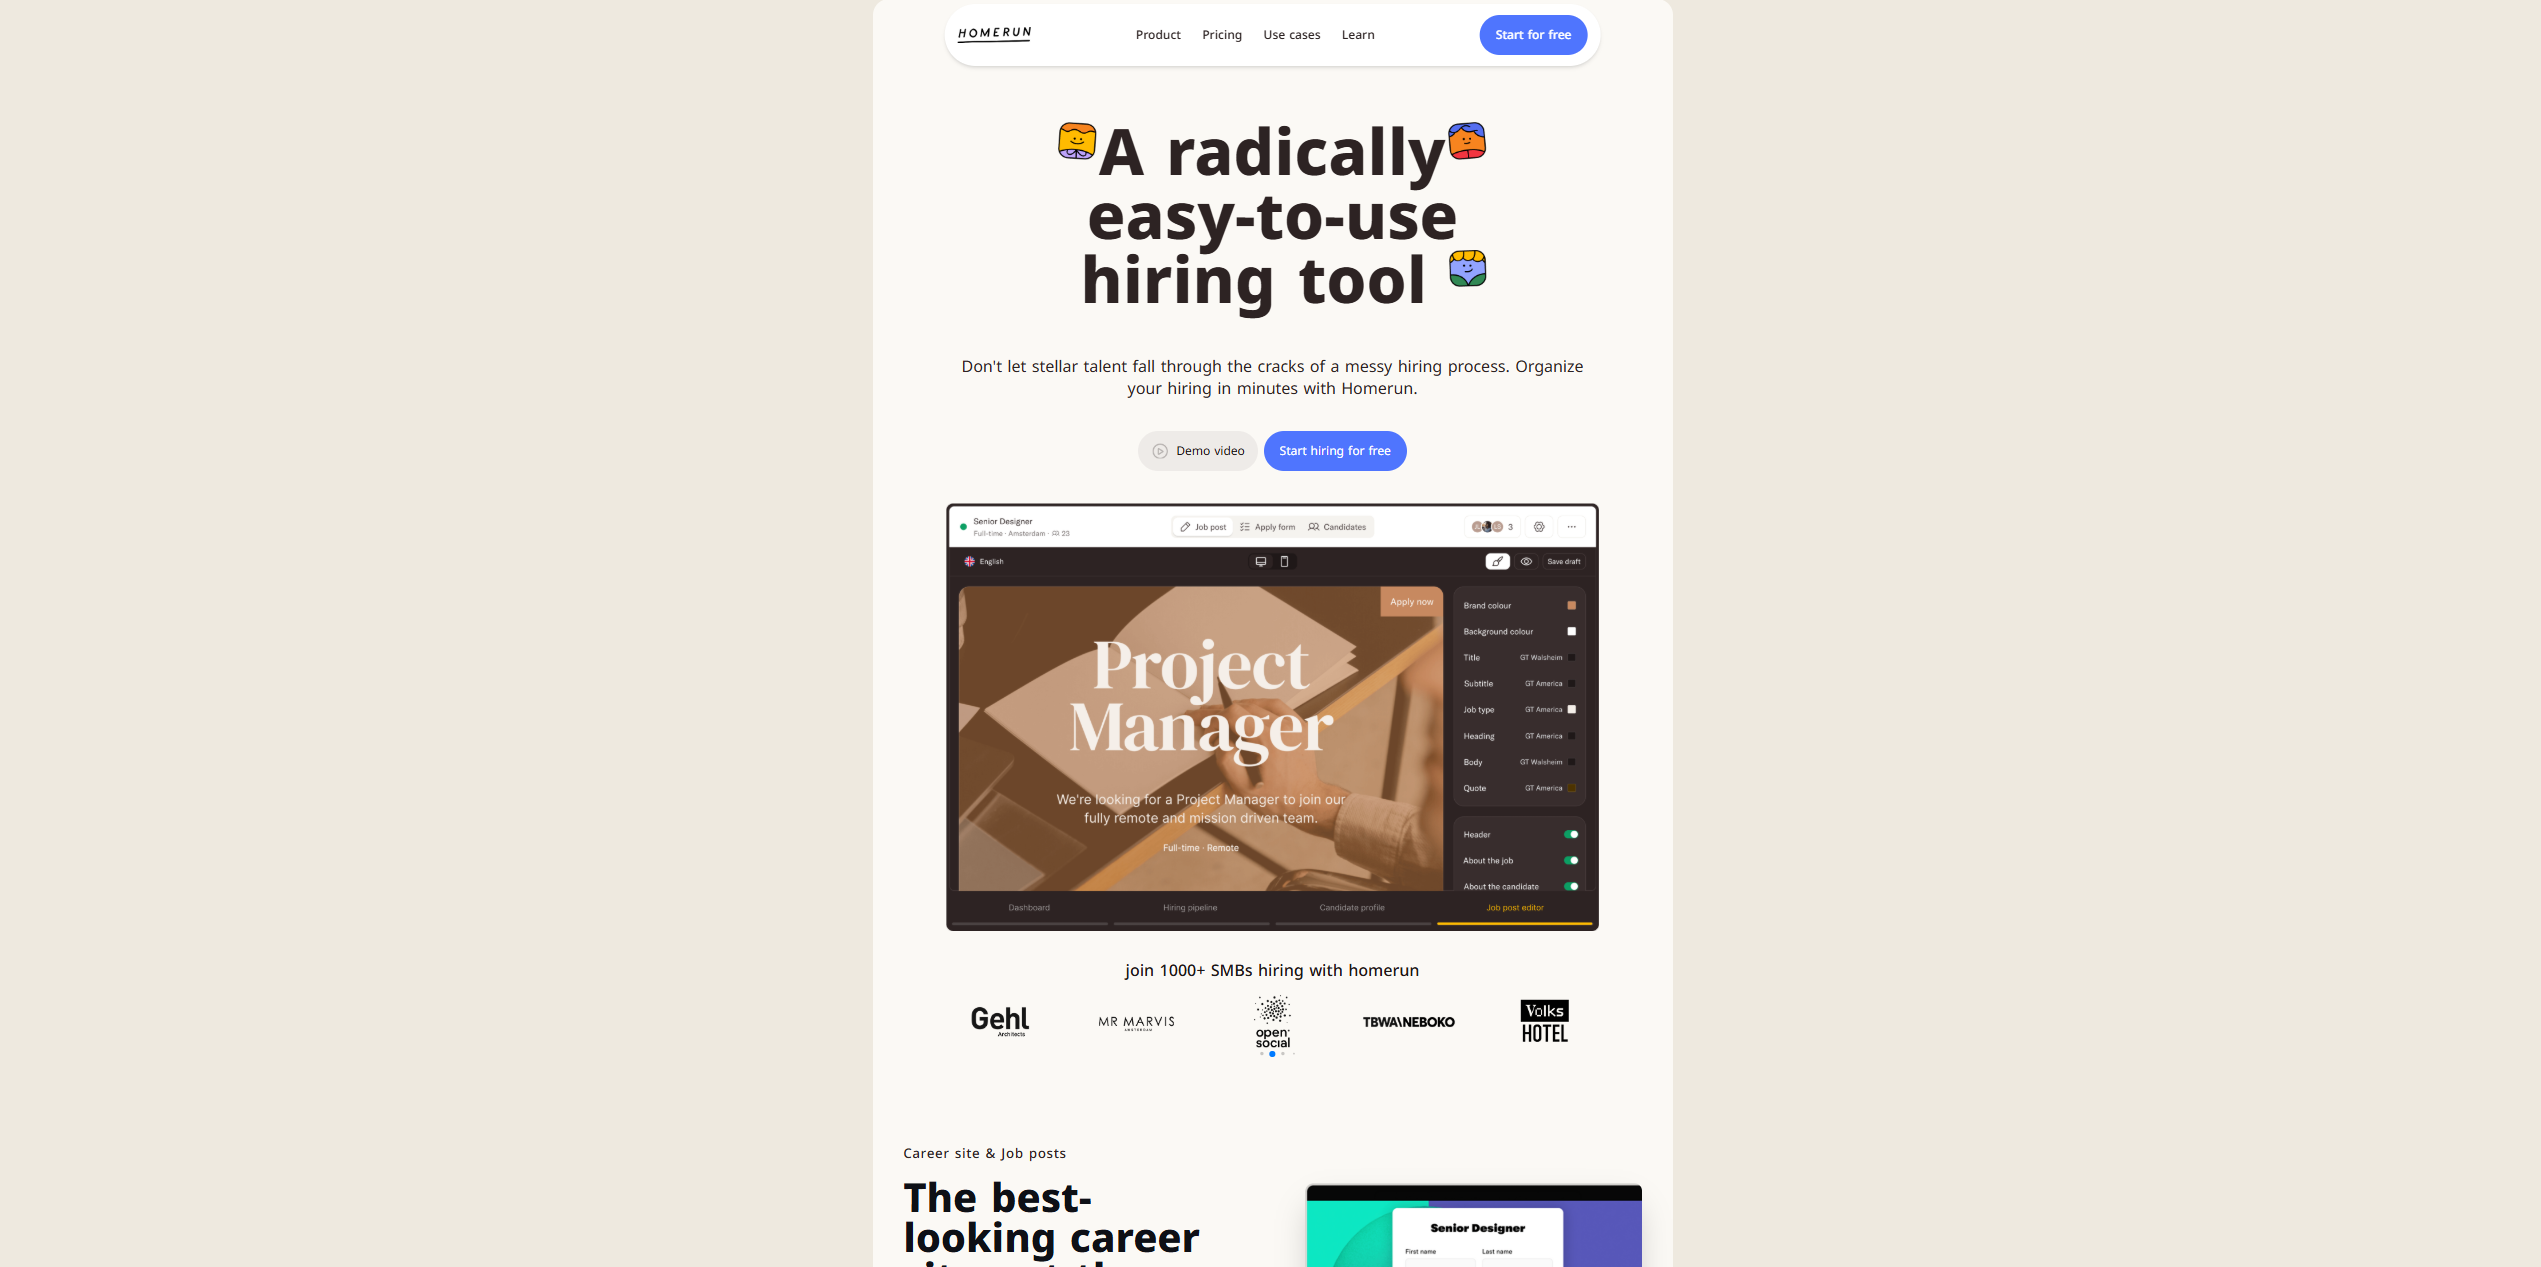 HOMERUN
Product
Pricing
Use cases
Learn
Start for free
A radically
easy-to-use
hiring tool
Don't let stellar talent fall through the cracks of a messy hiring process. Organize
your hiring in minutes with Homerun.
Demo video
Start hiring for free
Senior Designer
Full-time · Amsterdam · 23
Job post
Apply form
Candidates
3
English
Save draft
Apply now
Project
Manager
We're looking for a Project Manager to join our
fully remote and mission driven team.
Full-time · Remote
Brand colour
Background colour
Title GT Walsheim
Subtitle GT America
Job type GT America
Heading GT America
Body GT Walsheim
Quote GT America
Header
About the job
About the candidate
Dashboard
Hiring pipeline
Candidate profile
Job post editor
join 1000+ SMBs hiring with homerun
Gehl
Architects
MR MARVIS
AMSTERDAM
open
social
TBWA\NEBOKO
Volks
HOTEL
Career site & Job posts
The best-
looking career
Senior Designer
First name
Last name